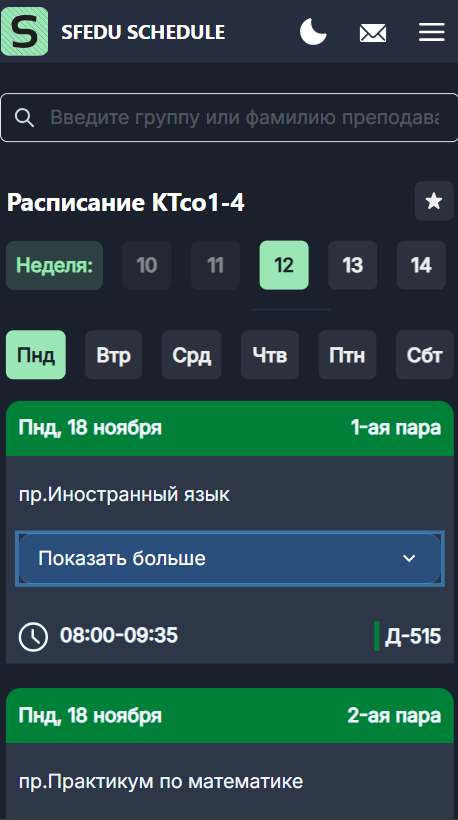 S SFEDU SCHEDULE
Введите группу или фамилию преподава
Расписание КТсо1-4
Неделя: 10 11 12 13 14
Пнд Втр Срд Чтв Птн Сбт
Пнд, 18 ноября 1-ая пара
пр.Иностранный язык
Показать больше
08:00-09:35 Д-515
Пнд, 18 ноября 2-ая пара
пр.Практикум по математике